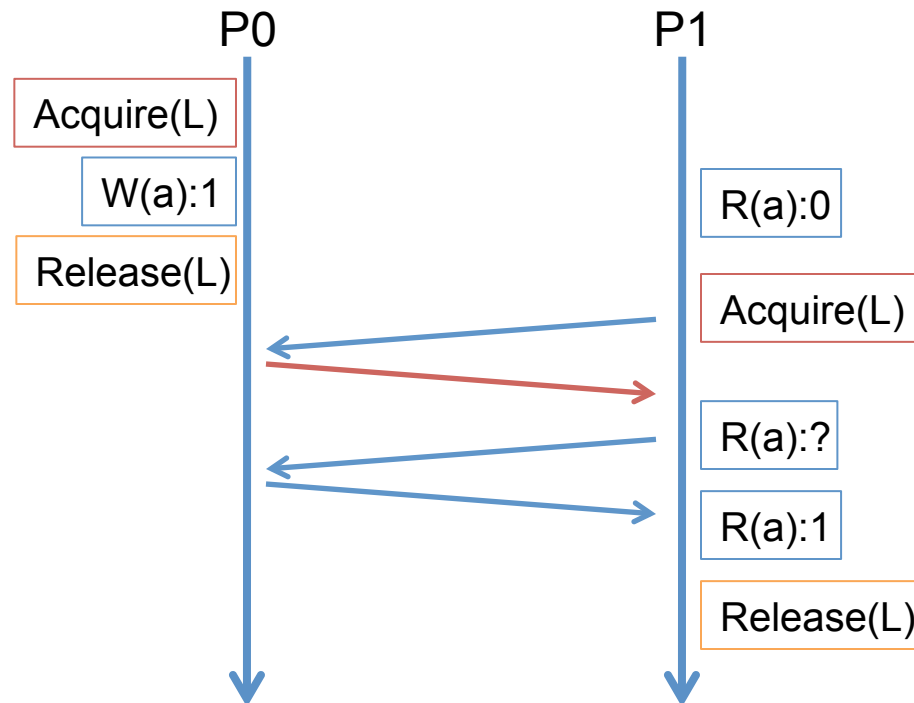 P0
P1
Acquire(L)
W(a):1
R(a):0
Release(L)
Acquire(L)
R(a):?
R(a):1
Release(L)